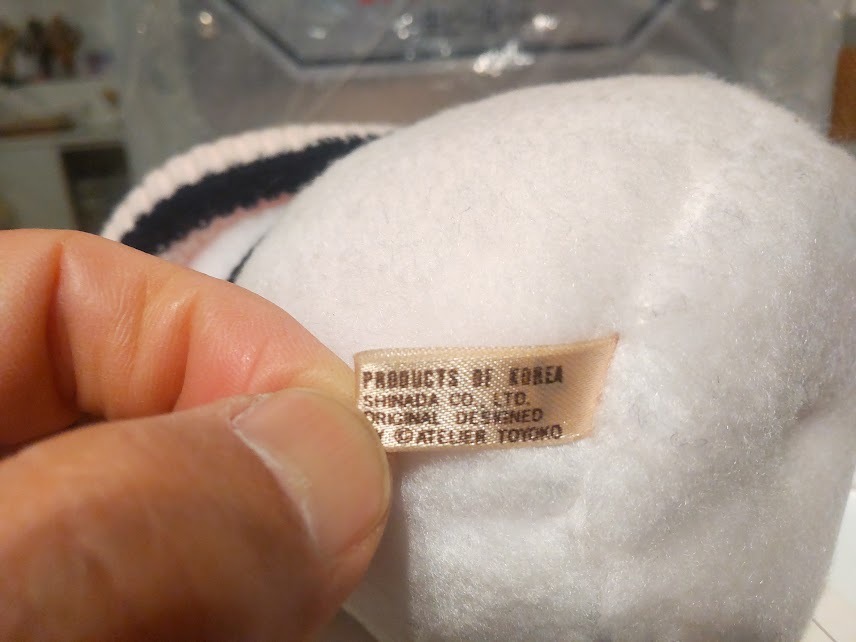 PRODUCTS OF KOREA
SHINADA CO. LTD.
ORIGINAL DESIGNED
Y ©ATELIER TOYOKO